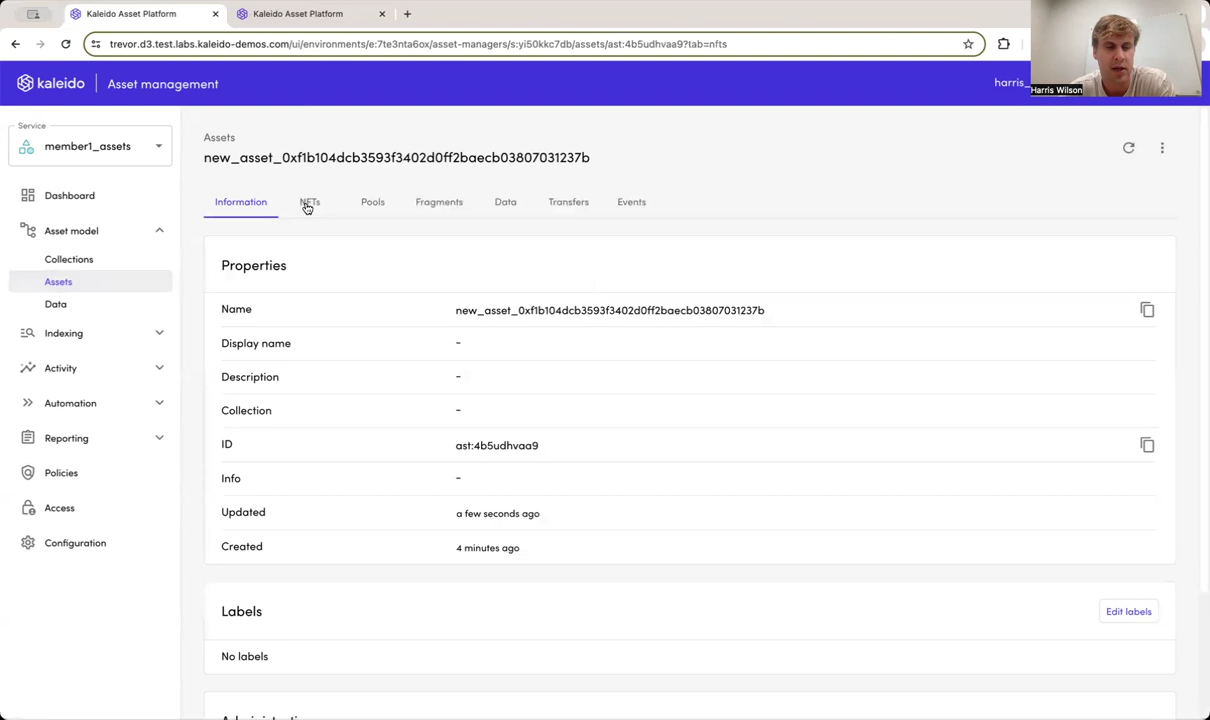 Kaleido Asset Platform
Kaleido Asset Platform
trevor.d3.test.labs.kaleido-demos.com/ui/environments/e:7te3nta6ox/asset-managers/s:yi50kkc7db/assets/ast:4b5udhvaa9?tab=nfts
kaleido
Asset management
harris_
Harris Wilson
Service
member1_assets
Dashboard
Asset model
Collections
Assets
Data
Indexing
Activity
Automation
Reporting
Policies
Access
Configuration
Assets
new_asset_0xf1b104dcb3593f3402d0ff2baecb03807031237b
Information NFTs Pools Fragments Data Transfers Events
Properties
Name new_asset_0xf1b104dcb3593f3402d0ff2baecb03807031237b
Display name -
Description -
Collection -
ID ast:4b5udhvaa9
Info -
Updated a few seconds ago
Created 4 minutes ago
Labels
Edit labels
No labels